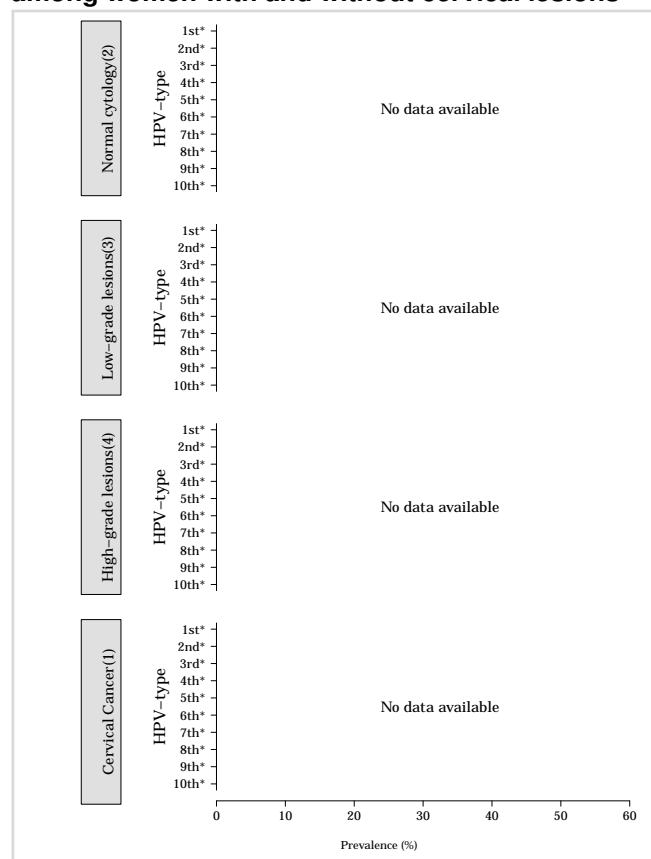 among women with and without cervical lesions
Normal cytology(2)
HPV−type
1st*
2nd*
3rd*
4th*
5th*
6th*
7th*
8th*
9th*
10th*
No data available
Low−grade lesions(3)
HPV−type
1st*
2nd*
3rd*
4th*
5th*
6th*
7th*
8th*
9th*
10th*
No data available
High−grade lesions(4)
HPV−type
1st*
2nd*
3rd*
4th*
5th*
6th*
7th*
8th*
9th*
10th*
No data available
Cervical Cancer(1)
HPV−type
1st*
2nd*
3rd*
4th*
5th*
6th*
7th*
8th*
9th*
10th*
No data available
0 10 20 30 40 50 60
Prevalence (%)